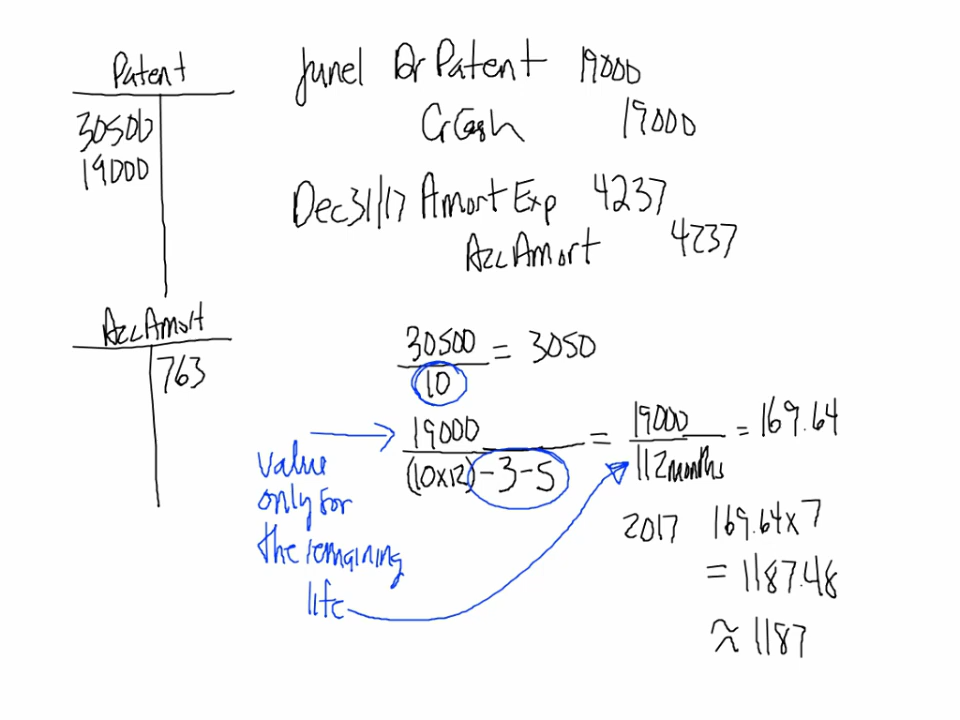 Patent
30500
19000
June1 Dr Patent 19000
Cr Cash 19000
Dec31/17 Amort Exp 4237
Acc Amort 4237
Acc Amort
763
30500 = 3050
10
value only for the remaining life
19000 = 19000 = 169.64
(10x12)-3-5 112months
2017 169.64x7
= 1187.48
≈ 1187